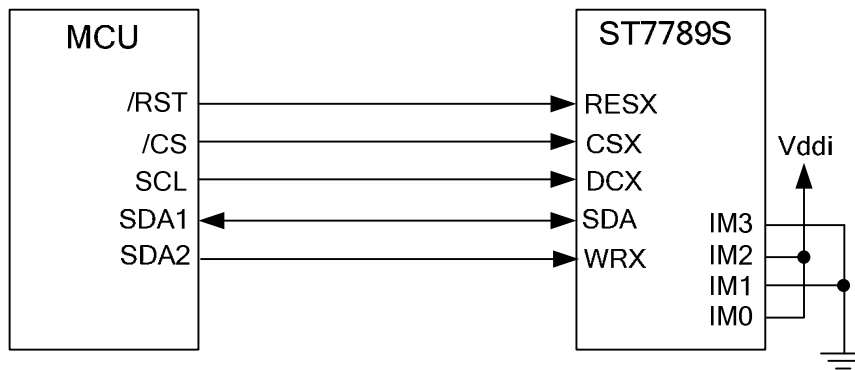 MCU
ST7789S
/RST
RESX
/CS
CSX
Vddi
SCL
DCX
SDA1
SDA
IM3
SDA2
WRX
IM2
IM1
IM0